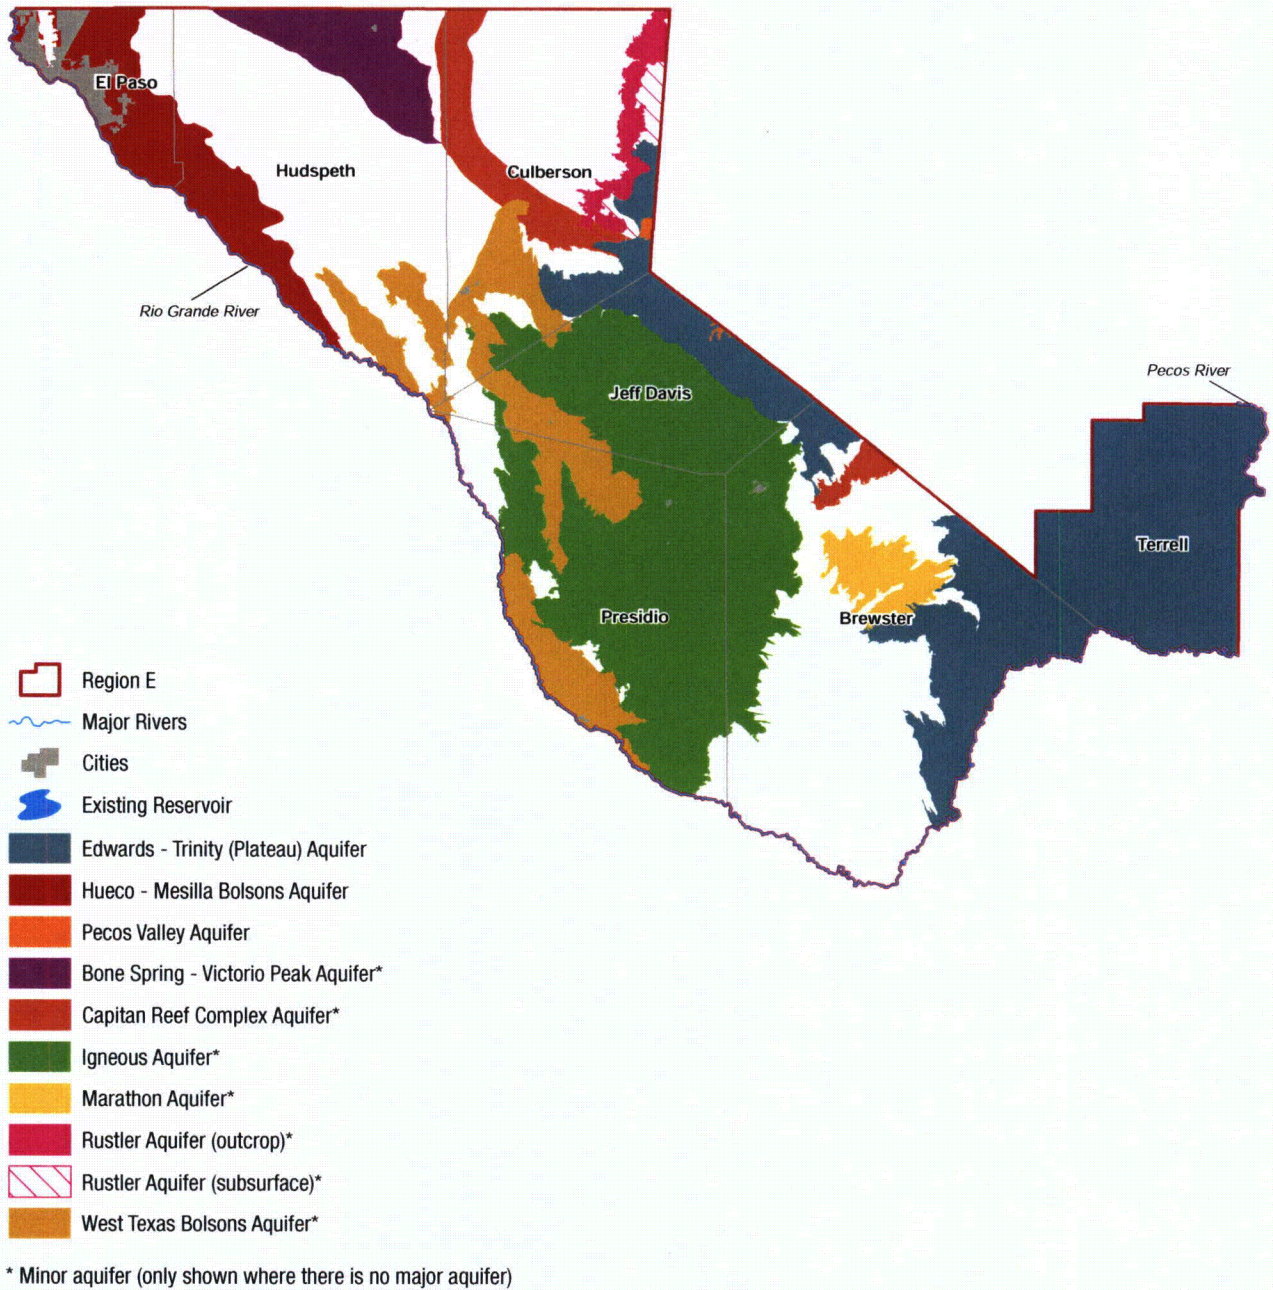 El Paso
Hudspeth
Culberson
Rio Grande River
Jeff Davis
Pecos River
Terrell
Presidio
Brewster
Region E
Major Rivers
Cities
Existing Reservoir
Edwards - Trinity (Plateau) Aquifer
Hueco - Mesilla Bolsons Aquifer
Pecos Valley Aquifer
Bone Spring - Victorio Peak Aquifer*
Capitan Reef Complex Aquifer*
Igneous Aquifer*
Marathon Aquifer*
Rustler Aquifer (outcrop)*
Rustler Aquifer (subsurface)*
West Texas Bolsons Aquifer*
* Minor aquifer (only shown where there is no major aquifer)